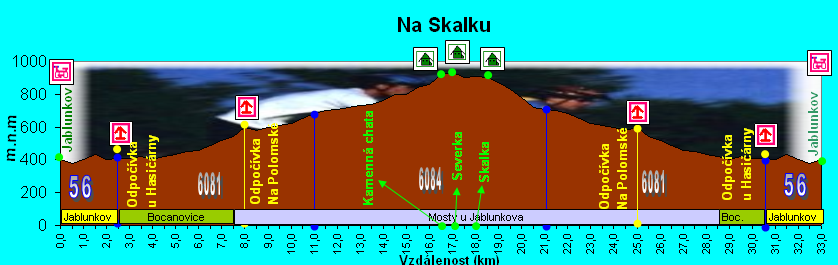 Na Skalku
1000
800
600
400
200
0
m.n.m
Jablunkov
Odpočívka
u Hasičárny
Odpočívka
Na Polomské
Kamenná chata
Severka
Skalka
Odpočívka
Na Polomské
Odpočívka
u Hasičárny
Jablunkov
56
6081
6084
6081
56
Jablunkov
Bocanovice
Mosty u Jablunkova
Boc.
Jablunkov
0,0 1,0 2,0 3,0 4,0 5,0 6,0 7,0 8,0 9,0 10,0 11,0 12,0 13,0 14,0 15,0 16,0 17,0 18,0 19,0 20,0 21,0 22,0 23,0 24,0 25,0 26,0 27,0 28,0 29,0 30,0 31,0 32,0 33,0
Vzdálenost (km)